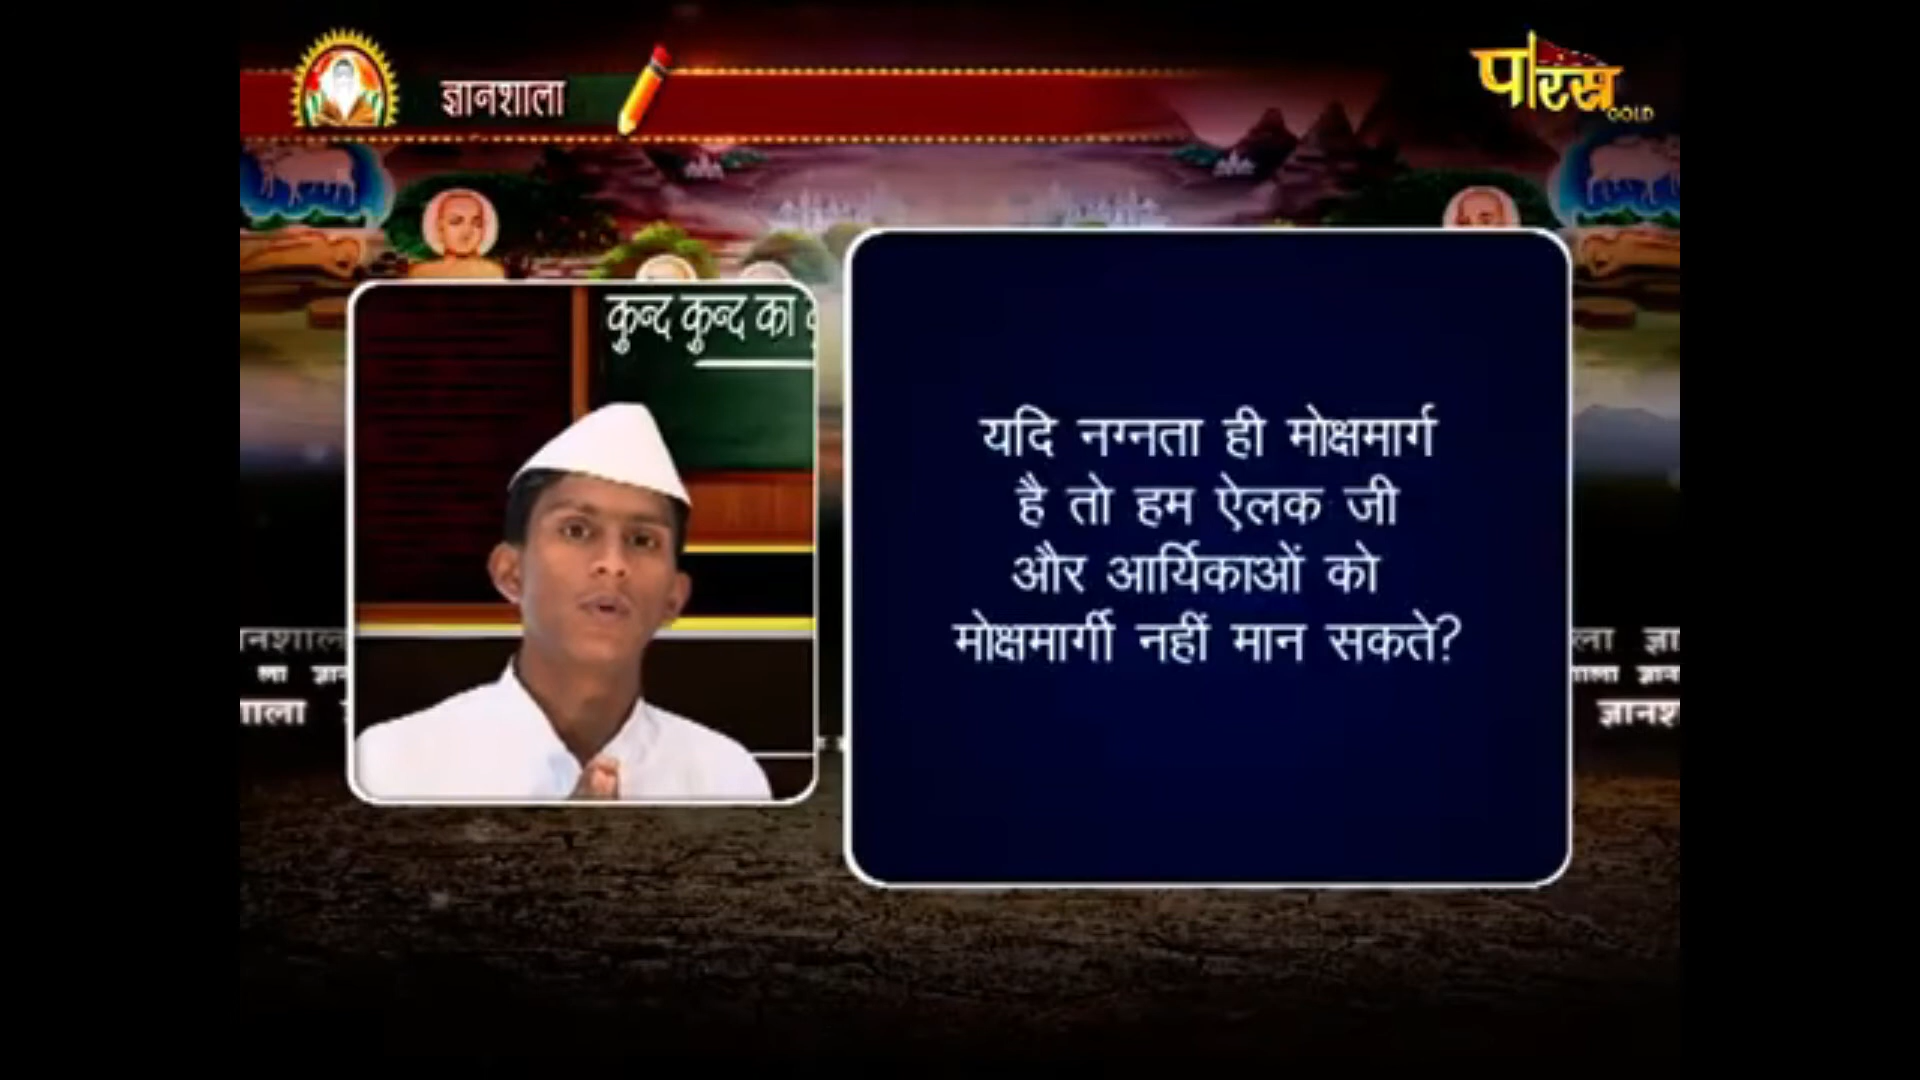 ज्ञानशाला
पारस
GOLD
कुन्द कुन्द का
यदि नग्नता ही मोक्षमार्ग
है तो हम ऐलक जी
और आर्यिकाओं को
मोक्षमार्गी नहीं मान सकते?